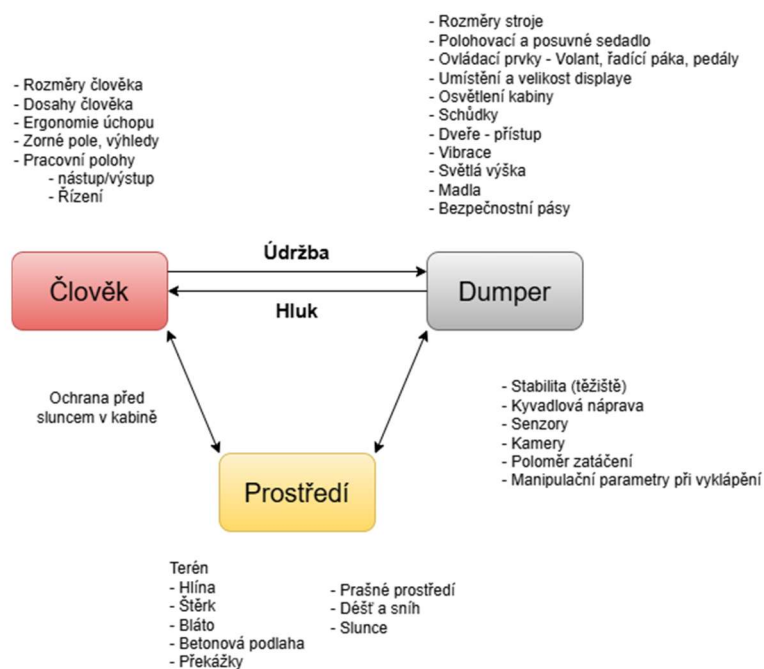 - Rozměry stroje
- Polohovací a posuvné sedadlo
- Ovládací prvky - Volant, řadící páka, pedály
- Umístění a velikost displaye
- Osvětlení kabiny
- Schůdky
- Dveře - přístup
- Vibrace
- Světlá výška
- Madla
- Bezpečnostní pásy
- Rozměry člověka
- Dosahy člověka
- Ergonomie úchopu
- Zorné pole, výhledy
- Pracovní polohy
- nástup/výstup
- Řízení
Údržba
Člověk
Dumper
Hluk
Ochrana před
sluncem v kabině
- Stabilita (těžiště)
- Kyvadlová náprava
- Senzory
- Kamery
- Poloměr zatáčení
- Manipulační parametry při vyklápění
Prostředí
Terén
- Hlína
- Štěrk
- Bláto
- Betonová podlaha
- Překážky
- Prašné prostředí
- Déšť a sníh
- Slunce